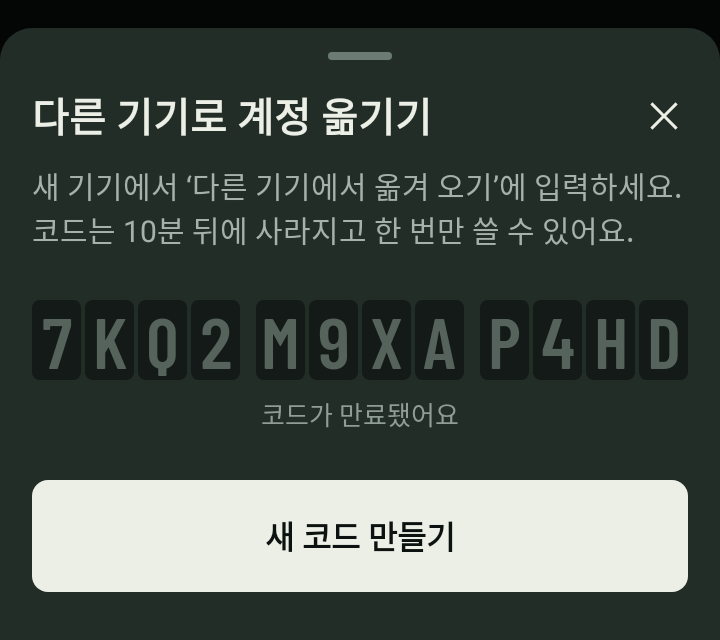 다른 기기로 계정 옮기기
새 기기에서 ‘다른 기기에서 옮겨 오기’에 입력하세요.
코드는 10분 뒤에 사라지고 한 번만 쓸 수 있어요.
7KQ2 M9XA P4HD
코드가 만료됐어요
새 코드 만들기